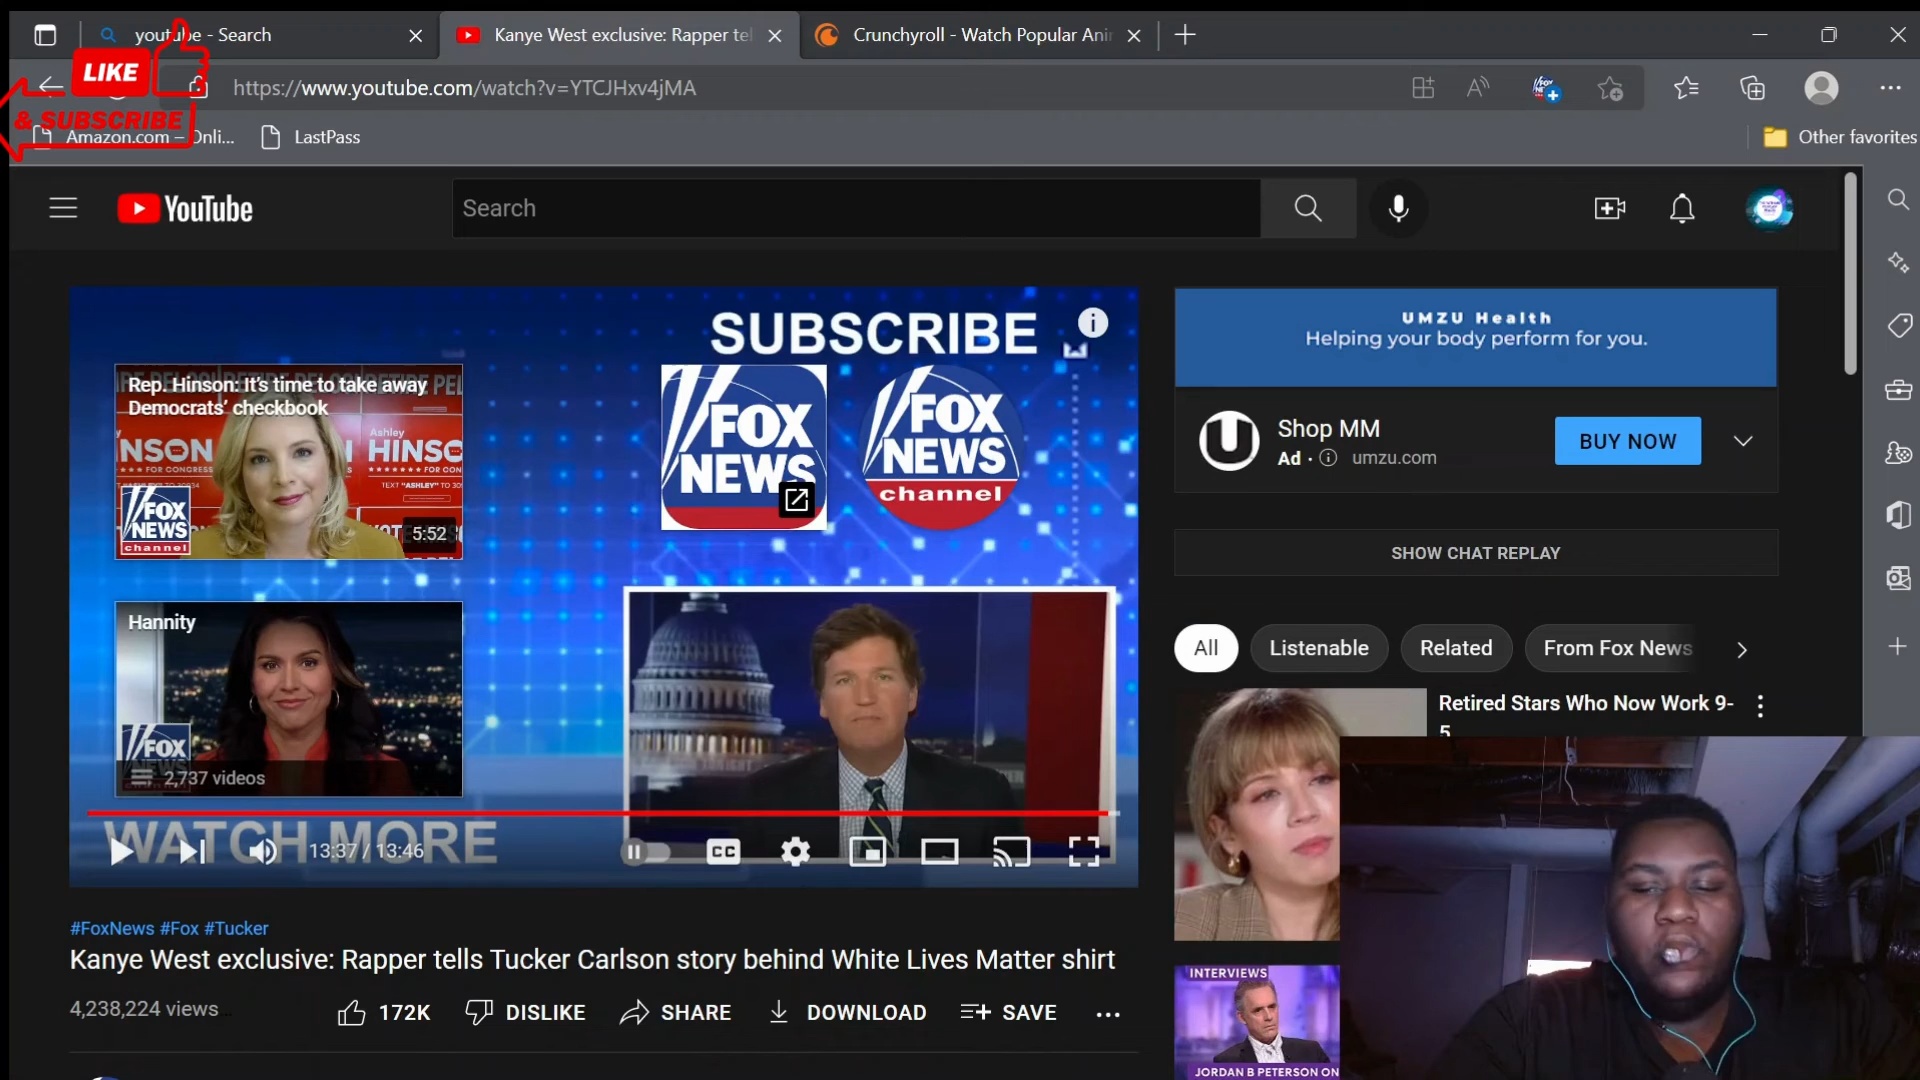 youtube - Search
Kanye West exclusive: Rapper tel
Crunchyroll - Watch Popular Ani
LIKE
& SUBSCRIBE
https://www.youtube.com/watch?v=YTCJHxv4jMA
Amazon.com – Onli...
LastPass
Other favorites
YouTube
Search
SUBSCRIBE
Rep. Hinson: It's time to take away
Democrats' checkbook
NSON
Ashley
HINSON
FOR CONGRESS
FOX
NEWS
channel
5:52
FOX
NEWS
FOX
NEWS
channel
Hannity
FOX
2,737 videos
WATCH MORE
13:37 / 13:46
CC
UMZU Health
Helping your body perform for you.
Shop MM
Ad · umzu.com
BUY NOW
SHOW CHAT REPLAY
All
Listenable
Related
From Fox News
Retired Stars Who Now Work 9-
5
INTERVIEWS
JORDAN B PETERSON ON
#FoxNews #Fox #Tucker
Kanye West exclusive: Rapper tells Tucker Carlson story behind White Lives Matter shirt
4,238,224 views
172K
DISLIKE
SHARE
DOWNLOAD
SAVE